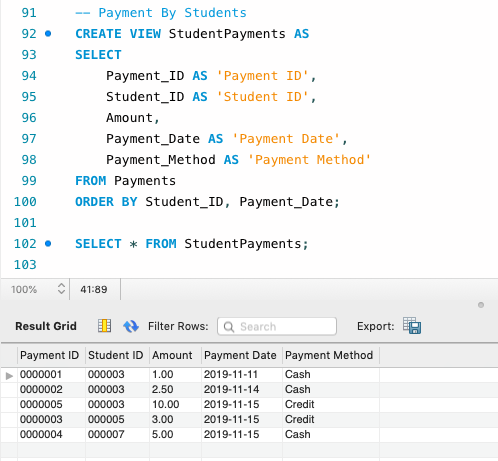 91 -- Payment By Students
92 CREATE VIEW StudentPayments AS
93 SELECT
94 Payment_ID AS 'Payment ID',
95 Student_ID AS 'Student ID',
96 Amount,
97 Payment_Date AS 'Payment Date',
98 Payment_Method AS 'Payment Method'
99 FROM Payments
100 ORDER BY Student_ID, Payment_Date;
101
102 SELECT * FROM StudentPayments;
103
100% 41:89
Result Grid Filter Rows: Search Export:
Payment ID Student ID Amount Payment Date Payment Method
0000001 000003 1.00 2019-11-11 Cash
0000002 000003 2.50 2019-11-14 Cash
0000005 000003 10.00 2019-11-15 Credit
0000003 000005 3.00 2019-11-15 Credit
0000004 000007 5.00 2019-11-15 Cash